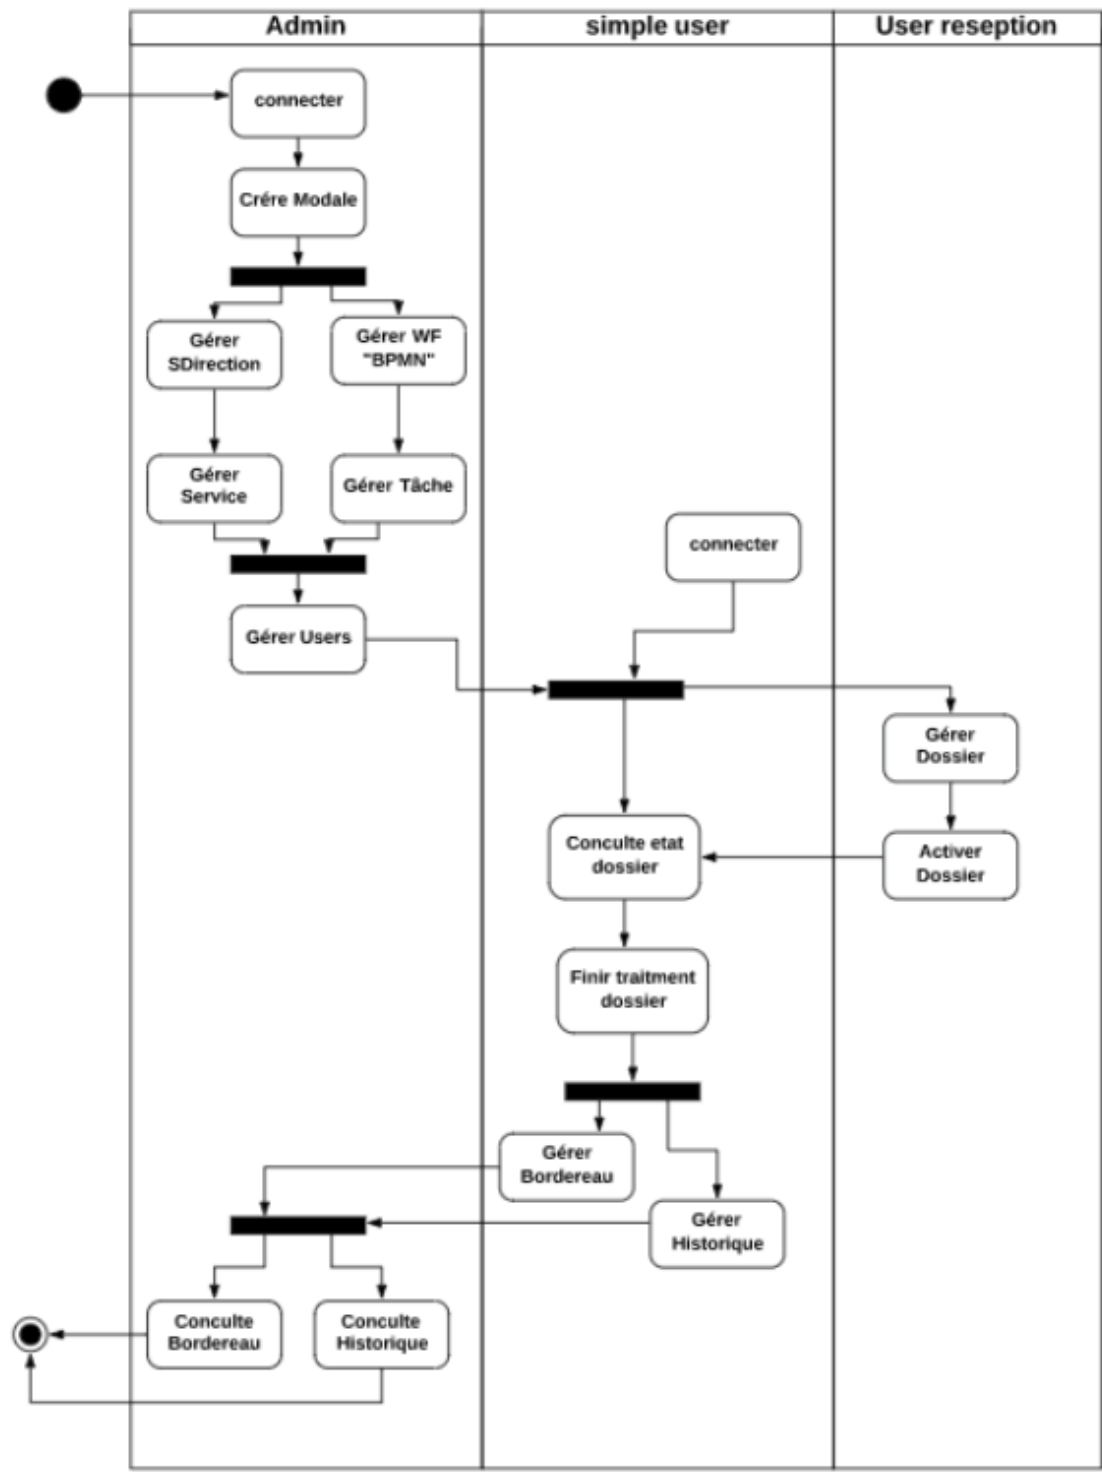 Admin
simple user
User reseption
connecter
Crére Modale
Gérer
SDirection
Gérer WF
"BPMN"
Gérer
Service
Gérer Tâche
connecter
Gérer Users
Gérer
Dossier
Conculte etat
dossier
Activer
Dossier
Finir traitment
dossier
Gérer
Bordereau
Gérer
Historique
Conculte
Bordereau
Conculte
Historique